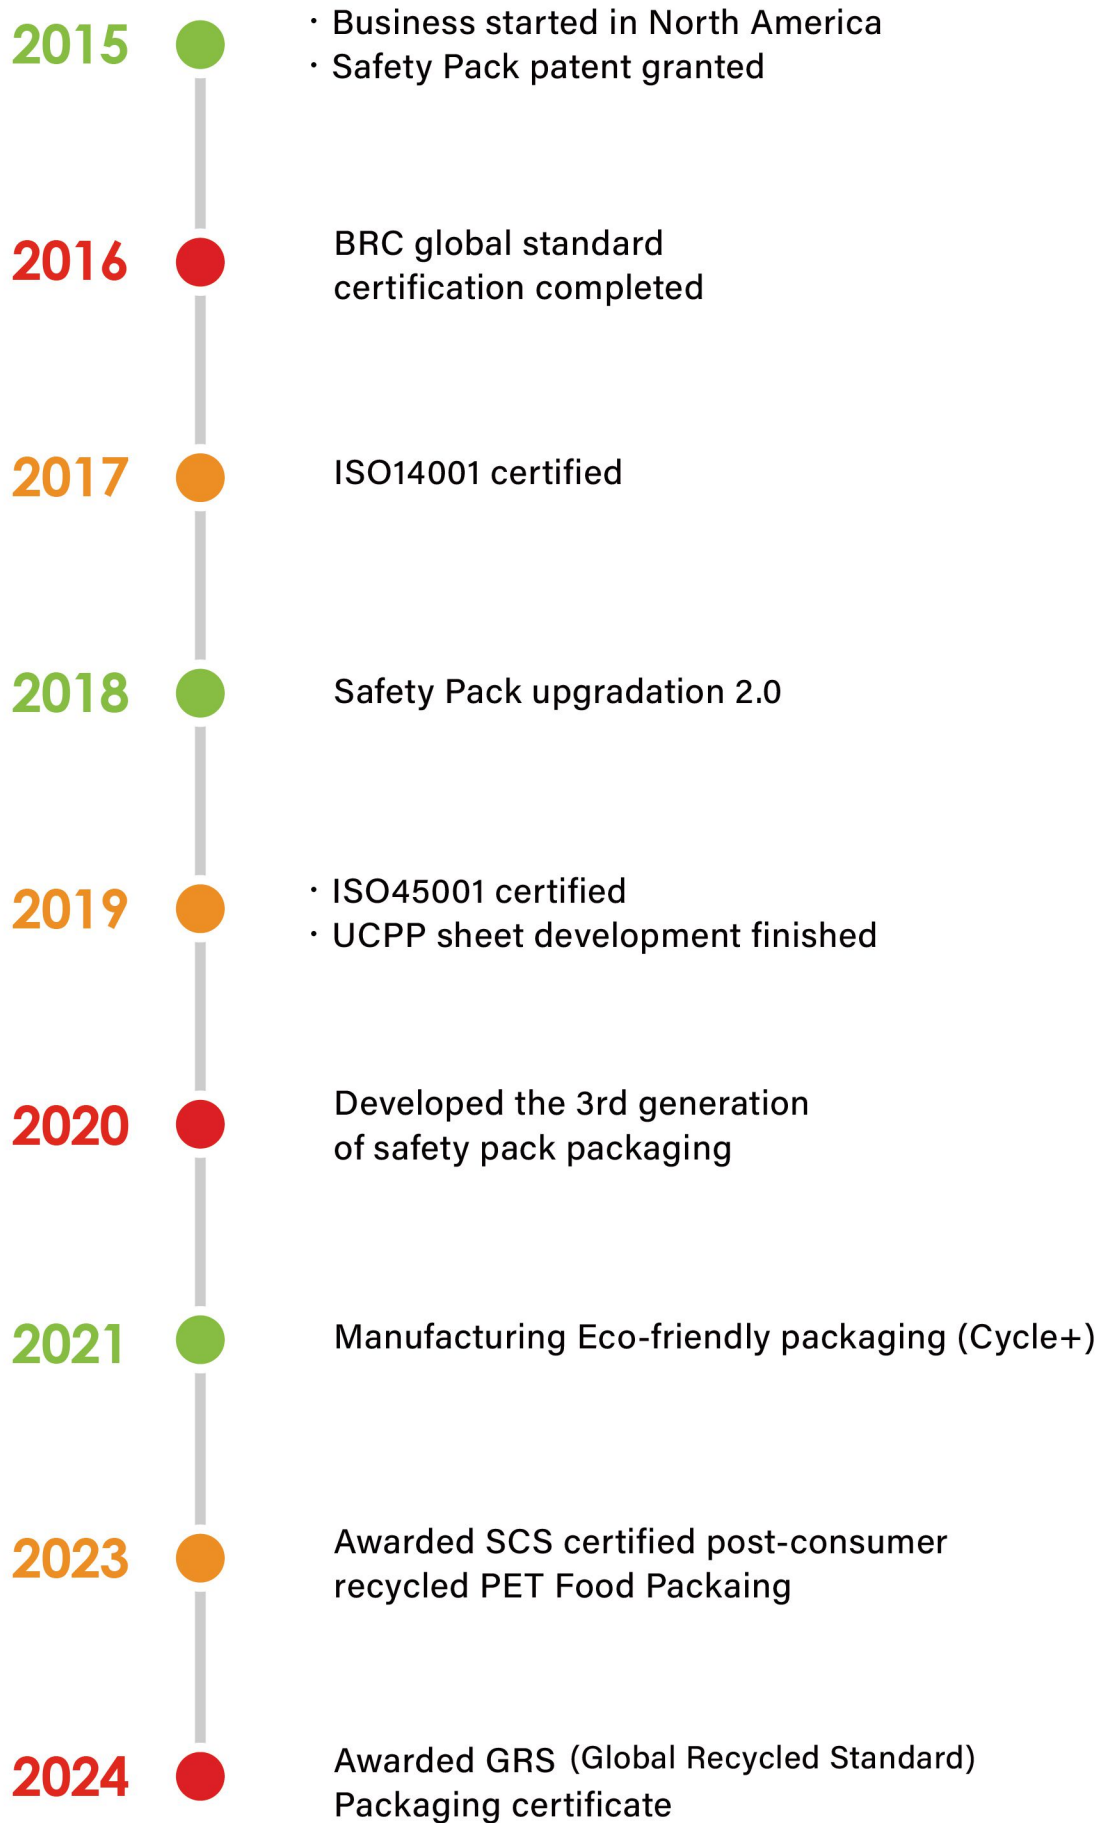 2015
· Business started in North America
· Safety Pack patent granted
2016
BRC global standard
certification completed
2017
ISO14001 certified
2018
Safety Pack upgradation 2.0
2019
· ISO45001 certified
· UCPP sheet development finished
2020
Developed the 3rd generation
of safety pack packaging
2021
Manufacturing Eco-friendly packaging (Cycle+)
2023
Awarded SCS certified post-consumer
recycled PET Food Packaing
2024
Awarded GRS (Global Recycled Standard)
Packaging certificate